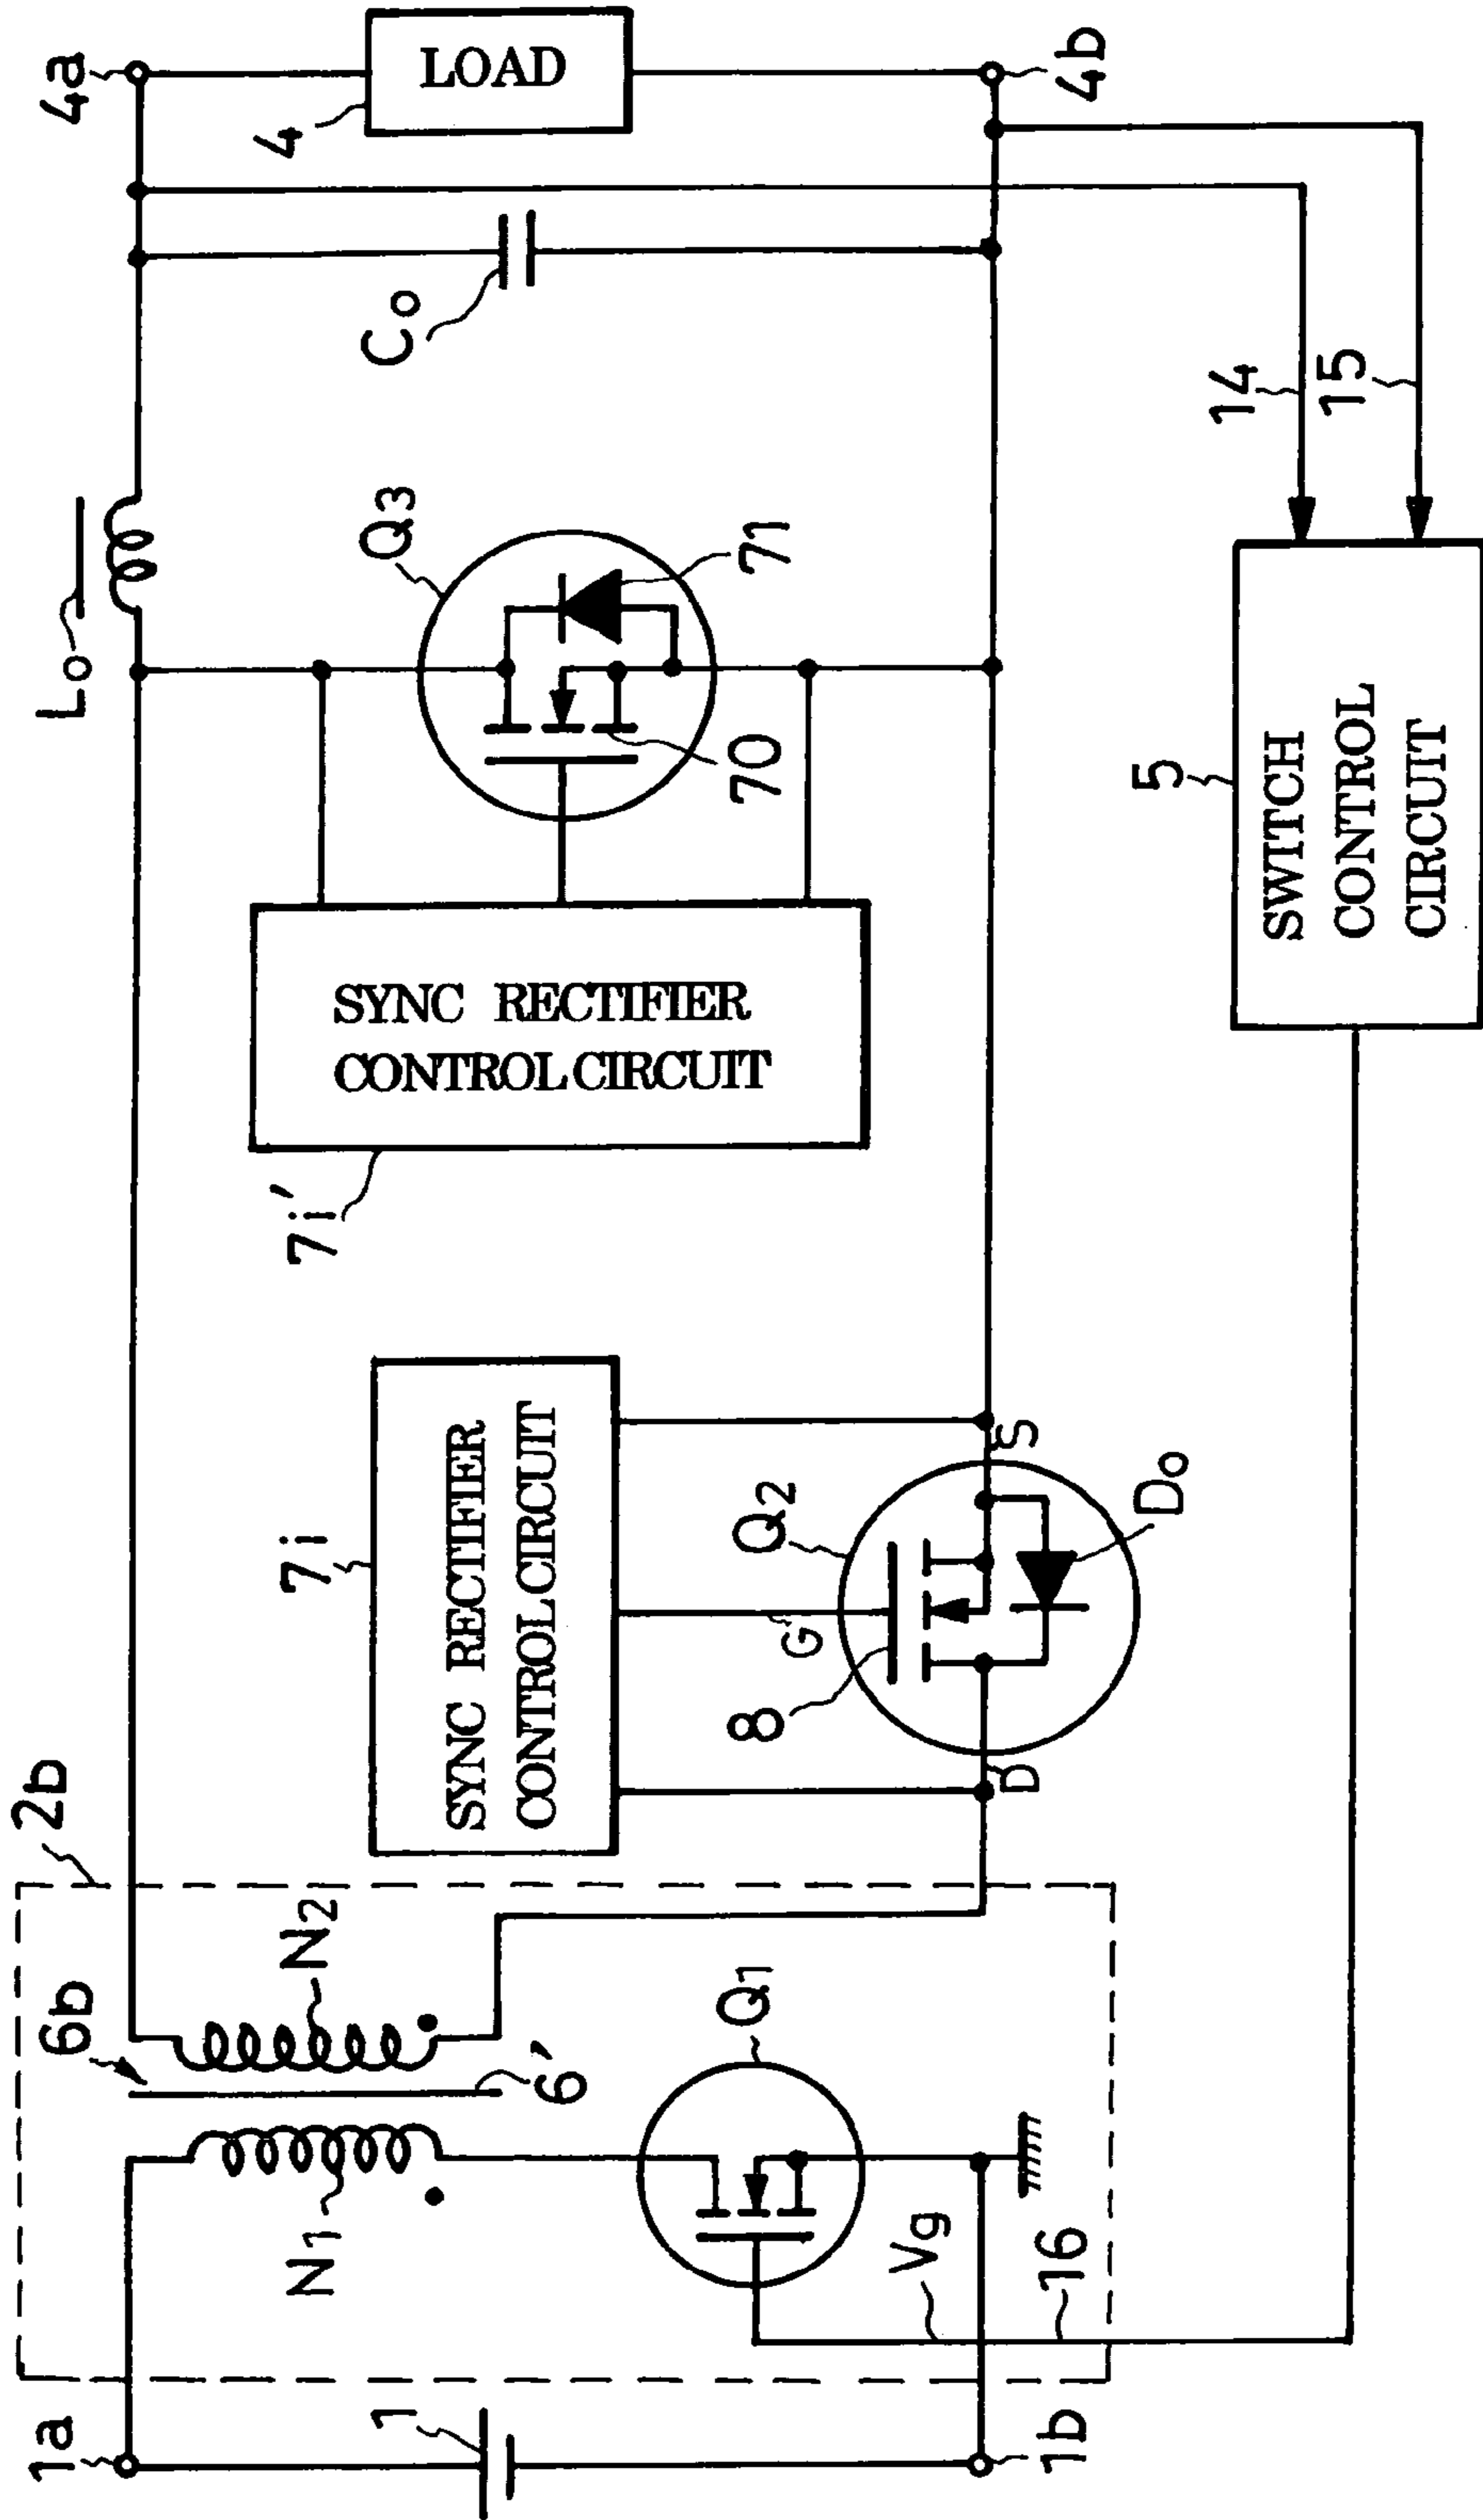 2b
1a
6b
Lo
4a
N1
N2
7i
7i'
4
1
Co
Q3
LOAD
SYNC RECTIFIER
CONTROL CIRCUIT
SYNC RECTIFIER
CONTROL CIRCUIT
6'
Q1
8
G
Q2
70
71
Vg
D
S
16
1b
Do
4b
5
14
15
SWITCH
CONTROL
CIRCUIT